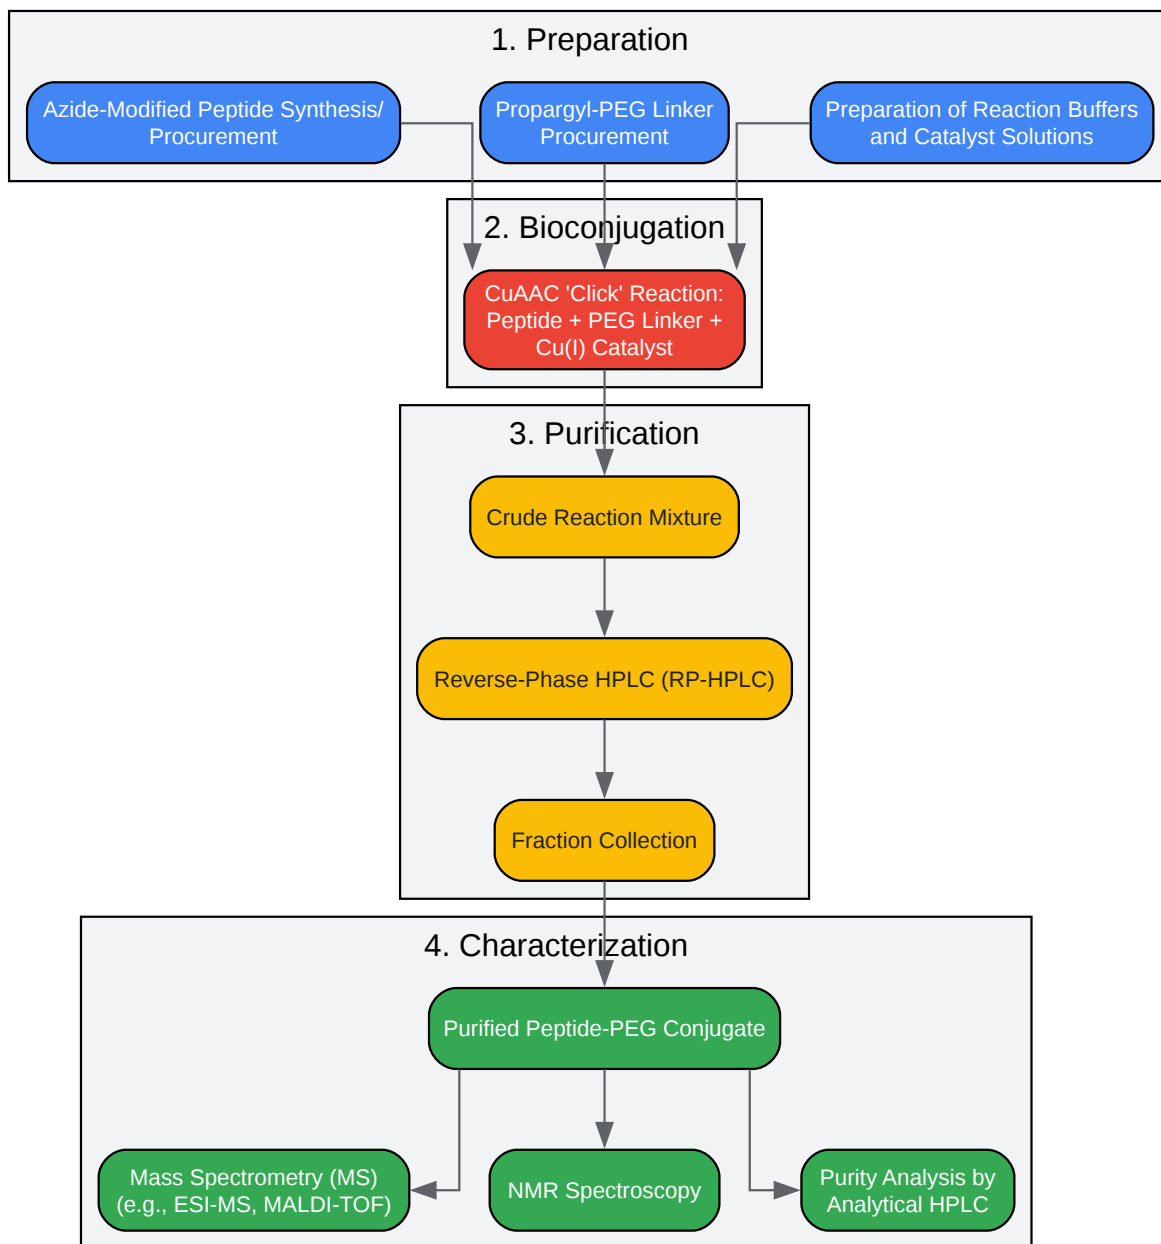 1. Preparation
Azide-Modified Peptide Synthesis/
Procurement
Propargyl-PEG Linker
Procurement
Preparation of Reaction Buffers
and Catalyst Solutions
2. Bioconjugation
CuAAC 'Click' Reaction:
Peptide + PEG Linker +
Cu(I) Catalyst
3. Purification
Crude Reaction Mixture
Reverse-Phase HPLC (RP-HPLC)
Fraction Collection
4. Characterization
Purified Peptide-PEG Conjugate
Mass Spectrometry (MS)
(e.g., ESI-MS, MALDI-TOF)
NMR Spectroscopy
Purity Analysis by
Analytical HPLC